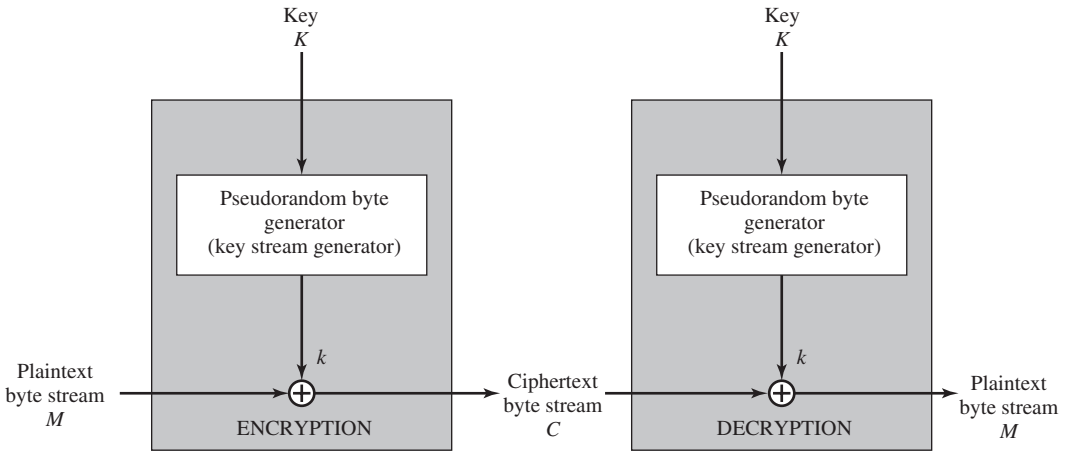 Key
K
Key
K
Pseudorandom byte
generator
(key stream generator)
Pseudorandom byte
generator
(key stream generator)
k
k
Plaintext
byte stream
M
Ciphertext
byte stream
C
Plaintext
byte stream
M
ENCRYPTION
DECRYPTION